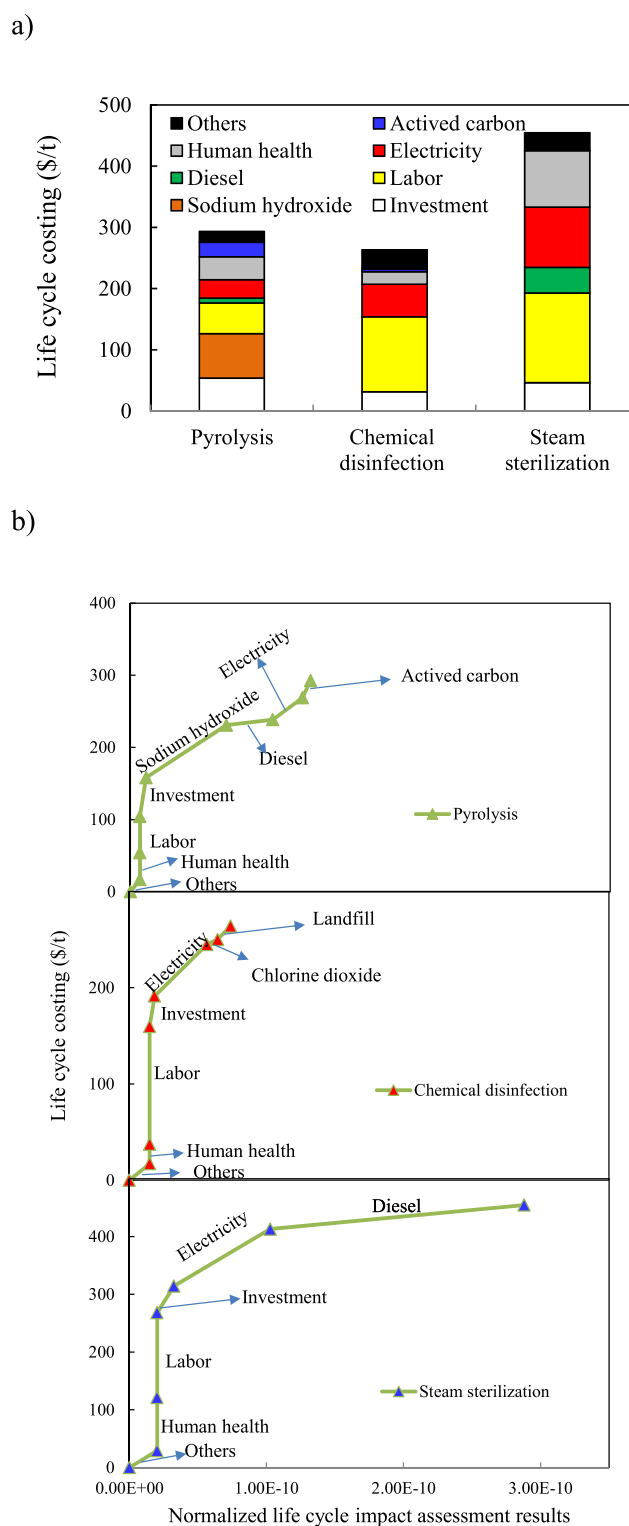 a)
Life cycle costing ($/t)
500
400
300
200
100
0
Others
Actived carbon
Human health
Electricity
Diesel
Labor
Sodium hydroxide
Investment
Pyrolysis
Chemical
disinfection
Steam
sterilization
b)
Life cycle costing ($/t)
400
300
200
100
0
Electricity
Actived carbon
Sodium hydroxide
Diesel
Investment
Pyrolysis
Labor
Human health
Others
200
100
0
Landfill
Electricity
Chlorine dioxide
Investment
Labor
Chemical disinfection
Human health
Others
400
300
200
100
0
Diesel
Electricity
Investment
Labor
Steam sterilization
Human health
Others
0.00E+00
1.00E-10
2.00E-10
3.00E-10
Normalized life cycle impact assessment results